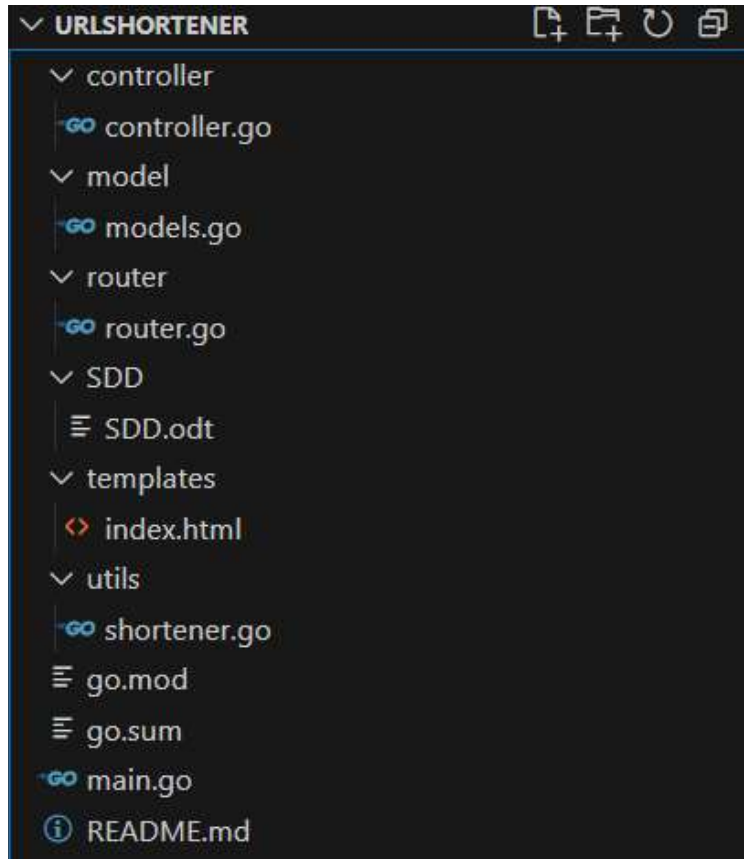 URLSHORTENER
controller
GO controller.go
model
GO models.go
router
GO router.go
SDD
SDD.odt
templates
index.html
utils
GO shortener.go
go.mod
go.sum
GO main.go
README.md